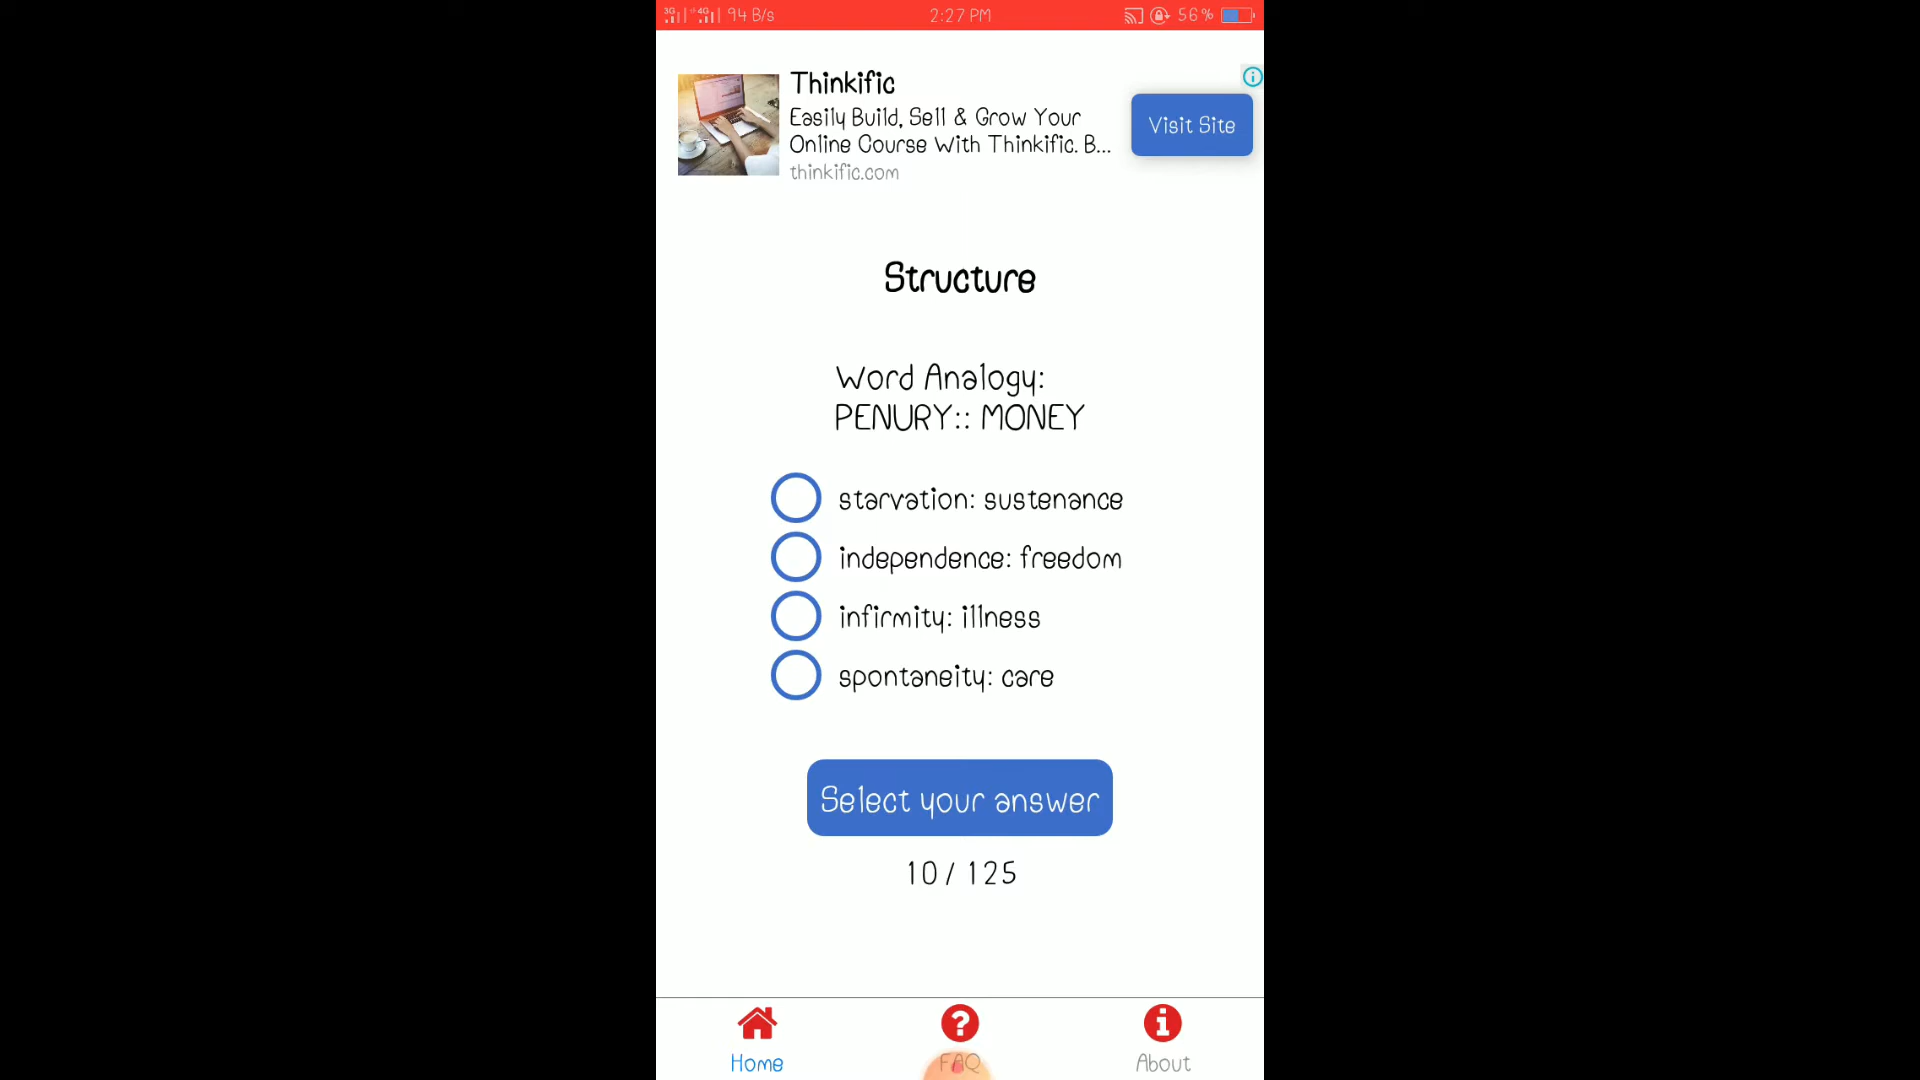 3G 4G 94 B/s 2:27 PM 56%
Thinkific
Easily Build, Sell & Grow Your
Online Course With Thinkific. B...
thinkific.com
Visit Site
Structure
Word Analogy:
PENURY:: MONEY
starvation: sustenance
independence: freedom
infirmity: illness
spontaneity: care
Select your answer
10 / 125
Home FAQ About